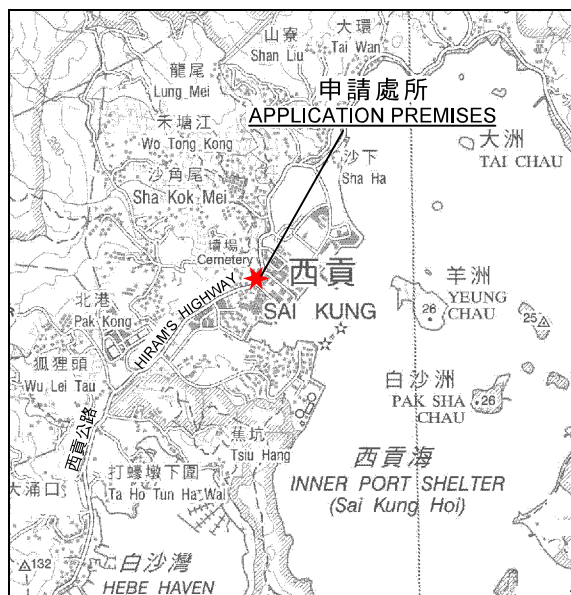 山寮
Shan Liu
大環
Tai Wan
龍尾
Lung Mei
申請處所
APPLICATION PREMISES
禾塘江
Wo Tong Kong
大洲
TAI CHAU
沙下
Sha Ha
沙角尾
Sha Kok Mei
墳場
Cemetery
西貢
SAI KUNG
HIRAM'S HIGHWAY
羊洲
YEUNG
CHAU
26
25
北港
Pak Kong
狐狸頭
Wu Lei Tau
白沙洲
PAK SHA
CHAU
26
西貢公路
蕉坑
Tsiu Hang
西貢海
INNER PORT SHELTER
(Sai Kung Hoi)
大涌口
打蠔墩下圍
Ta Ho Tun Ha Wai
132
白沙灣
HEBE HAVEN